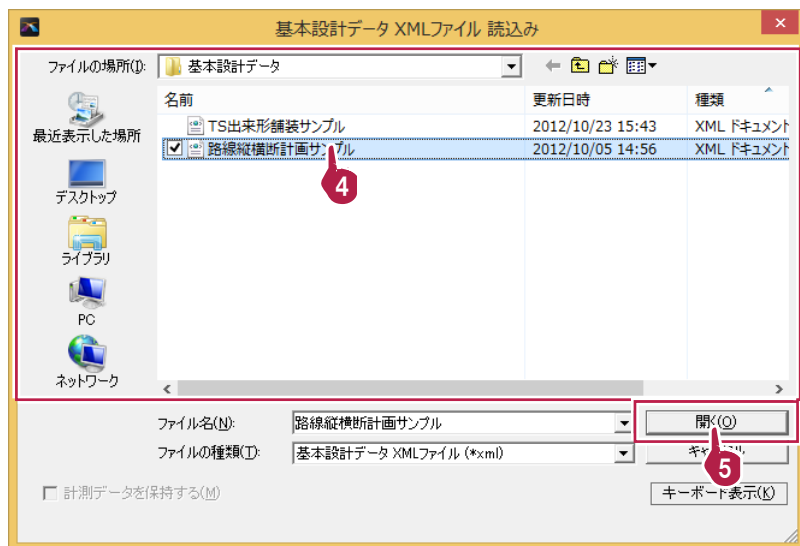 基本設計データ XMLファイル 読込み
ファイルの場所(I):
基本設計データ
名前
更新日時
種類
TS出来形舗装サンプル
2012/10/23 15:43
XML ドキュメント
路線縦横断計画サンプル
2012/10/05 14:56
XML ドキュメント
4
最近表示した場所
デスクトップ
ライブラリ
PC
ネットワーク
ファイル名(N):
路線縦横断計画サンプル
開く(O)
ファイルの種類(T):
基本設計データ XMLファイル (*xml)
キャンセル
5
計測データを保持する(M)
キーボード表示(K)